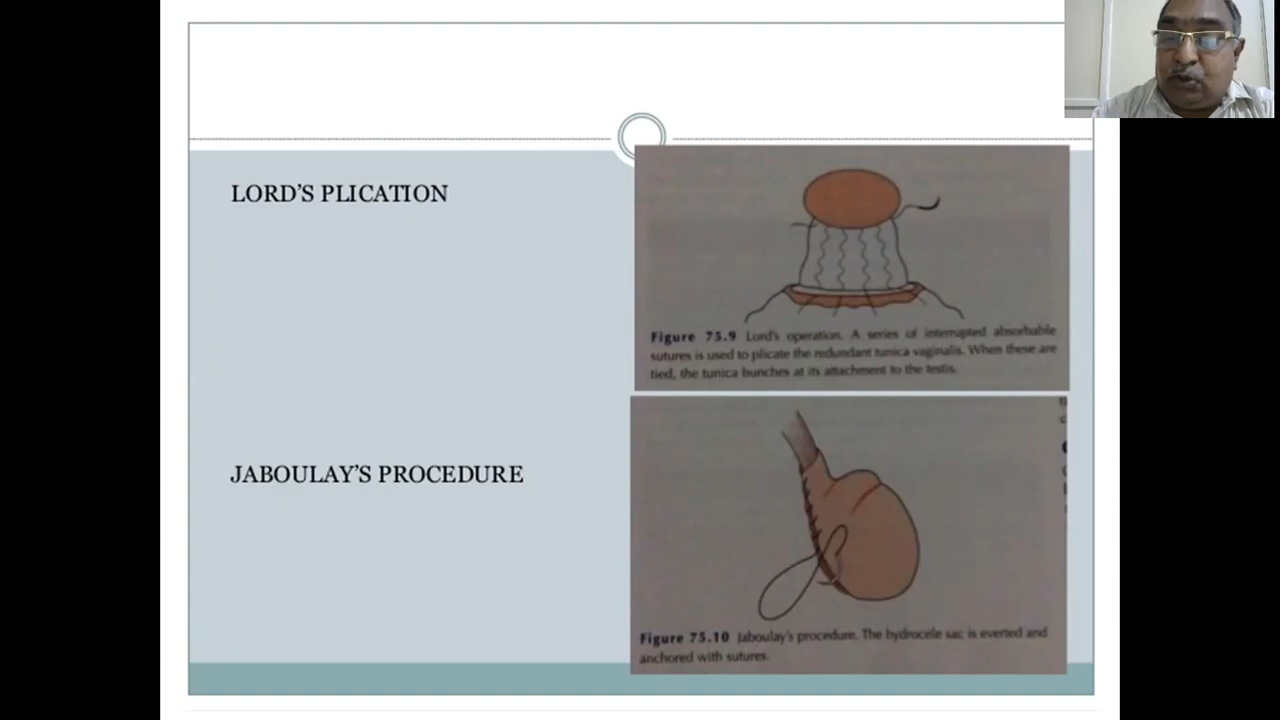 LORD'S PLICATION
Figure 75.9 Lord's operation. A series of interrupted absorbable
sutures is used to plicate the redundant tunica vaginalis. When these are
tied, the tunica bunches at its attachment to the testis.
JABOULAY'S PROCEDURE
Figure 75.10 Jaboulay's procedure. The hydrocele sac is everted and
anchored with sutures.